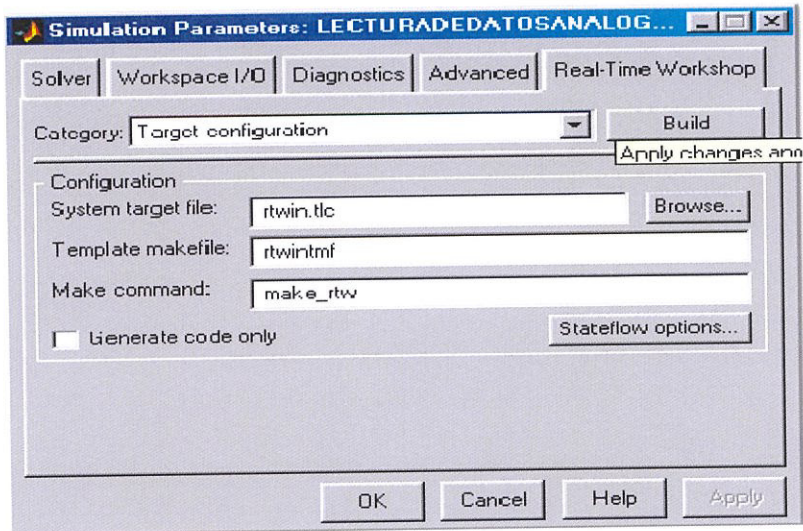 Simulation Parameters: LECTURADEDATOSANALOG...
Solver Workspace I/O Diagnostics Advanced Real-Time Workshop
Category: Target configuration Build
Apply changes and
Configuration
System target file: rtwin.tlc Browse...
Template makefile: rtwintmf
Make command: make_rtw
Generate code only Stateflow options...
OK Cancel Help Apply